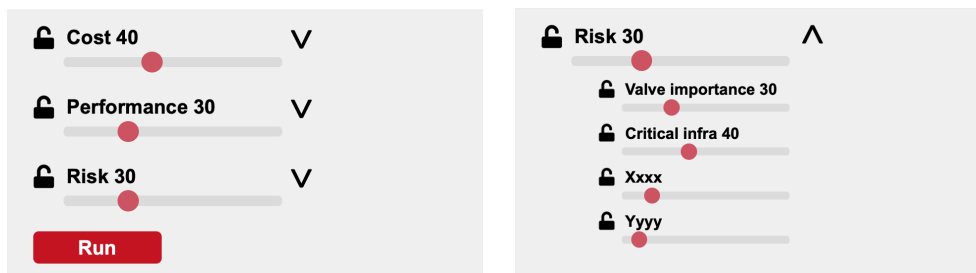 Cost 40
Performance 30
Risk 30
Run
Risk 30
Valve importance 30
Critical infra 40
Xxxx
Yyyy